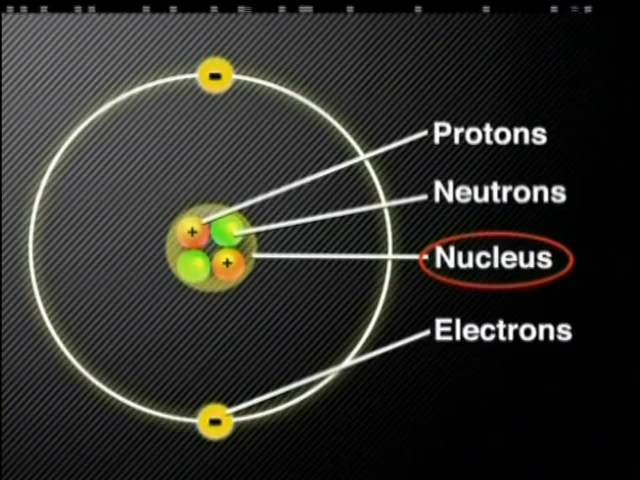 -
Protons
Neutrons
+
+
Nucleus
Electrons
-